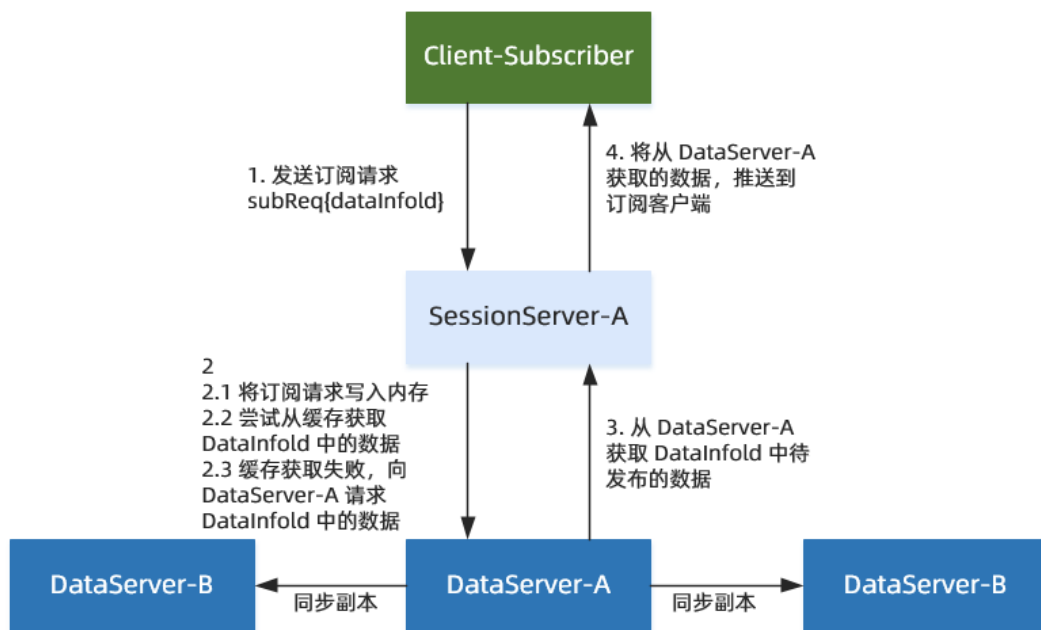 Client-Subscriber
1. 发送订阅请求
subReq{dataInfold}
4. 将从 DataServer-A
获取的数据，推送到
订阅客户端
SessionServer-A
2
2.1 将订阅请求写入内存
2.2 尝试从缓存获取
DataInfold 中的数据
2.3 缓存获取失败，向
DataServer-A 请求
DataInfold 中的数据
3. 从 DataServer-A
获取 DataInfold 中待
发布的数据
DataServer-B
同步副本
DataServer-A
同步副本
DataServer-B